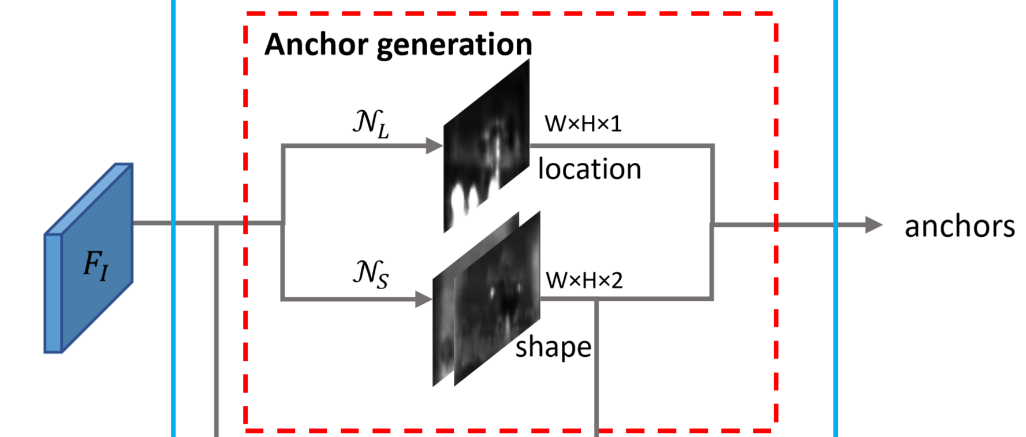 Anchor generation
𝒩_L
W×H×1
location
F_I
anchors
𝒩_S
W×H×2
shape